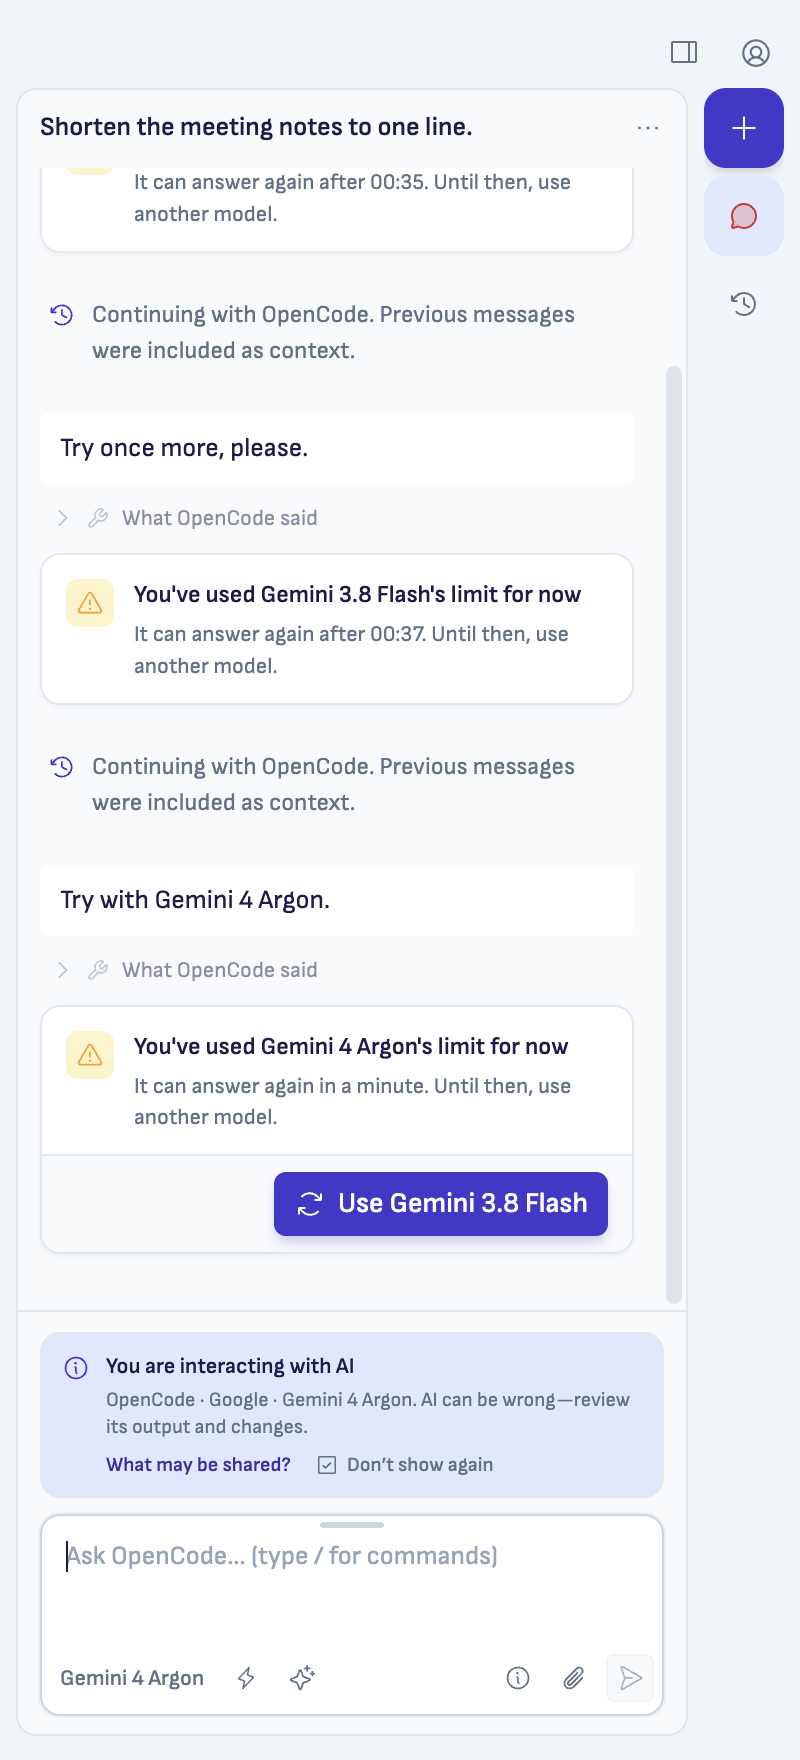 Shorten the meeting notes to one line.
It can answer again after 00:35. Until then, use
another model.
Continuing with OpenCode. Previous messages
were included as context.
Try once more, please.
What OpenCode said
You've used Gemini 3.8 Flash's limit for now
It can answer again after 00:37. Until then, use
another model.
Continuing with OpenCode. Previous messages
were included as context.
Try with Gemini 4 Argon.
What OpenCode said
You've used Gemini 4 Argon's limit for now
It can answer again in a minute. Until then, use
another model.
Use Gemini 3.8 Flash
You are interacting with AI
OpenCode · Google · Gemini 4 Argon. AI can be wrong—review
its output and changes.
What may be shared? Don’t show again
Ask OpenCode... (type / for commands)
Gemini 4 Argon